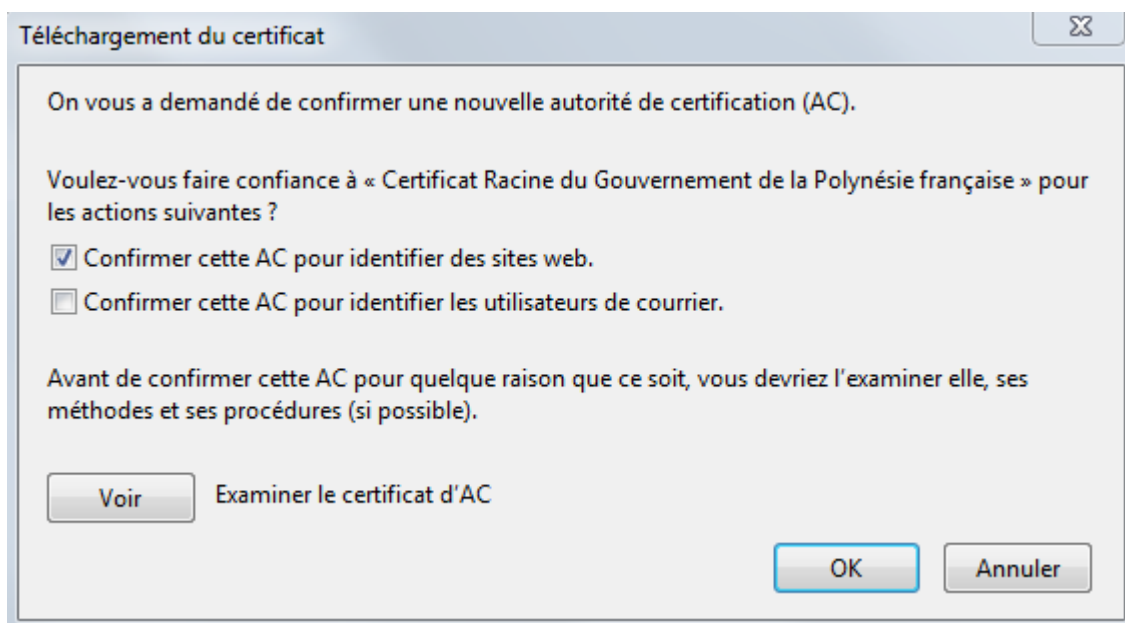 Téléchargement du certificat
On vous a demandé de confirmer une nouvelle autorité de certification (AC).
Voulez-vous faire confiance à « Certificat Racine du Gouvernement de la Polynésie française » pour
les actions suivantes ?
Confirmer cette AC pour identifier des sites web.
Confirmer cette AC pour identifier les utilisateurs de courrier.
Avant de confirmer cette AC pour quelque raison que ce soit, vous devriez l'examiner elle, ses
méthodes et ses procédures (si possible).
Voir Examiner le certificat d'AC
OK Annuler